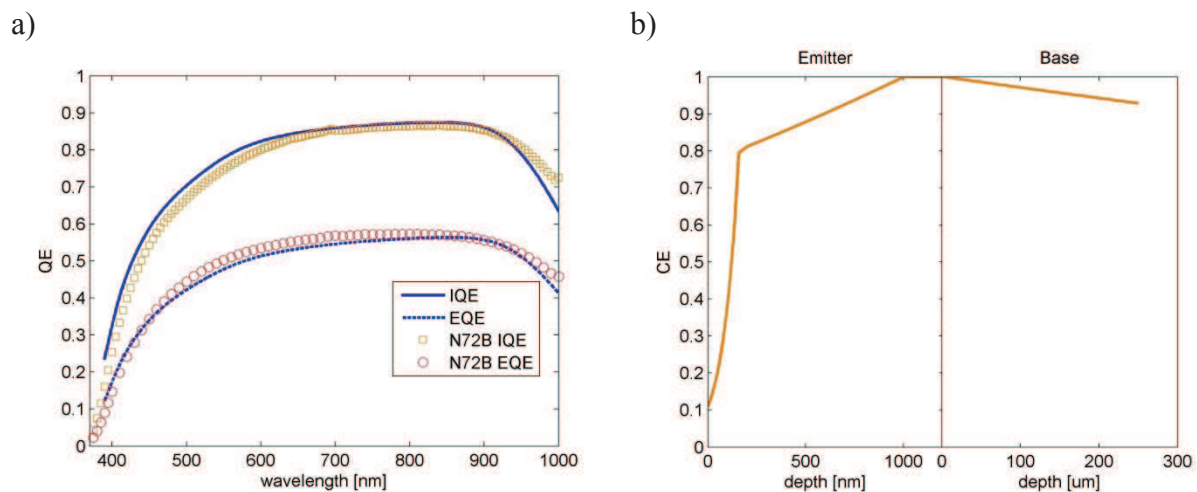 a)
1
0.9
0.8
0.7
0.6
0.5
0.4
0.3
0.2
0.1
0
QE
400 500 600 700 800 900 1000
wavelength [nm]
IQE
EQE
N72B IQE
N72B EQE
b)
Emitter Base
1
0.9
0.8
0.7
0.6
0.5
0.4
0.3
0.2
0.1
0
CE
0 500 1000 0 100 200 300
depth [nm] depth [um]